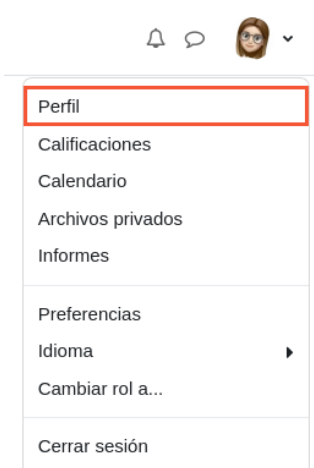 Perfil
Calificaciones
Calendario
Archivos privados
Informes
Preferencias
Idioma
Cambiar rol a...
Cerrar sesión